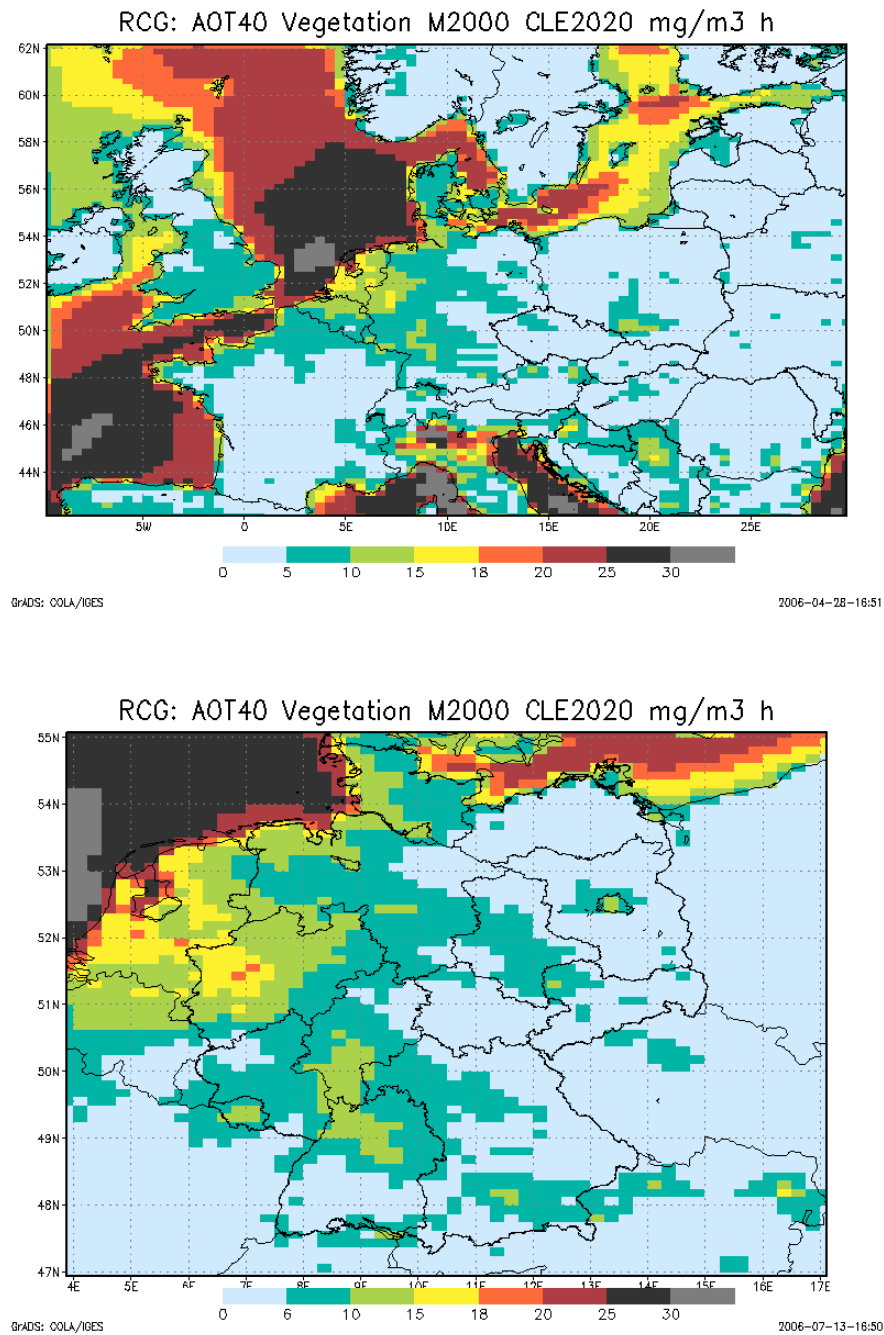 RCG: AOT40 Vegetation M2000 CLE2020 mg/m3 h
62N
60N
58N
56N
54N
52N
50N
48N
46N
44N
5W 0 5E 10E 15E 20E 25E
0 5 10 15 18 20 25 30
GrADS: COLA/IGES 2006-04-28-16:51
RCG: AOT40 Vegetation M2000 CLE2020 mg/m3 h
55N
54N
53N
52N
51N
50N
49N
48N
47N
4E 5E 6E 7E 8E 9E 10E 11E 12E 13E 14E 15E 16E 17E
0 6 10 15 18 20 25 30
GrADS: COLA/IGES 2006-07-13-16:50